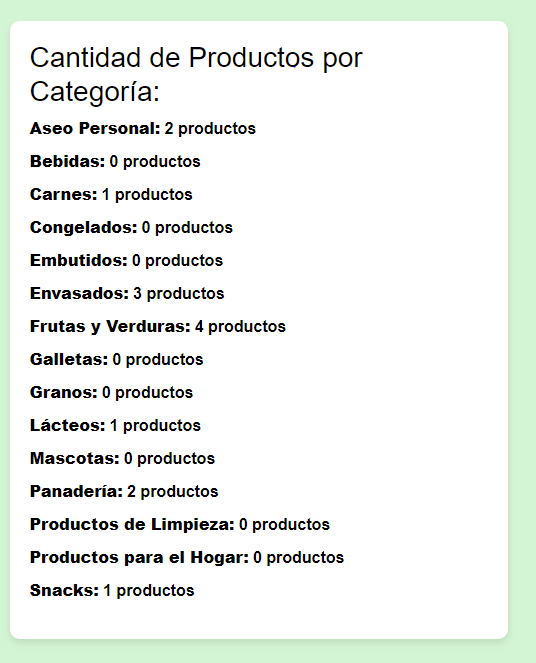 Cantidad de Productos por
Categoría:
Aseo Personal: 2 productos
Bebidas: 0 productos
Carnes: 1 productos
Congelados: 0 productos
Embutidos: 0 productos
Envasados: 3 productos
Frutas y Verduras: 4 productos
Galletas: 0 productos
Granos: 0 productos
Lácteos: 1 productos
Mascotas: 0 productos
Panadería: 2 productos
Productos de Limpieza: 0 productos
Productos para el Hogar: 0 productos
Snacks: 1 productos